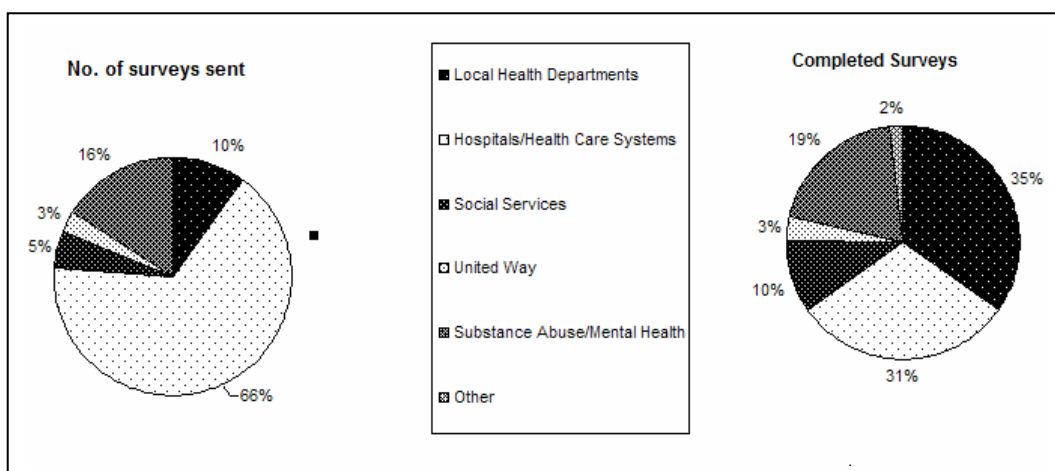 No. of surveys sent
16%
10%
3%
5%
66%
Local Health Departments
Hospitals/Health Care Systems
Social Services
United Way
Substance Abuse/Mental Health
Other
Completed Surveys
2%
19%
35%
3%
10%
31%